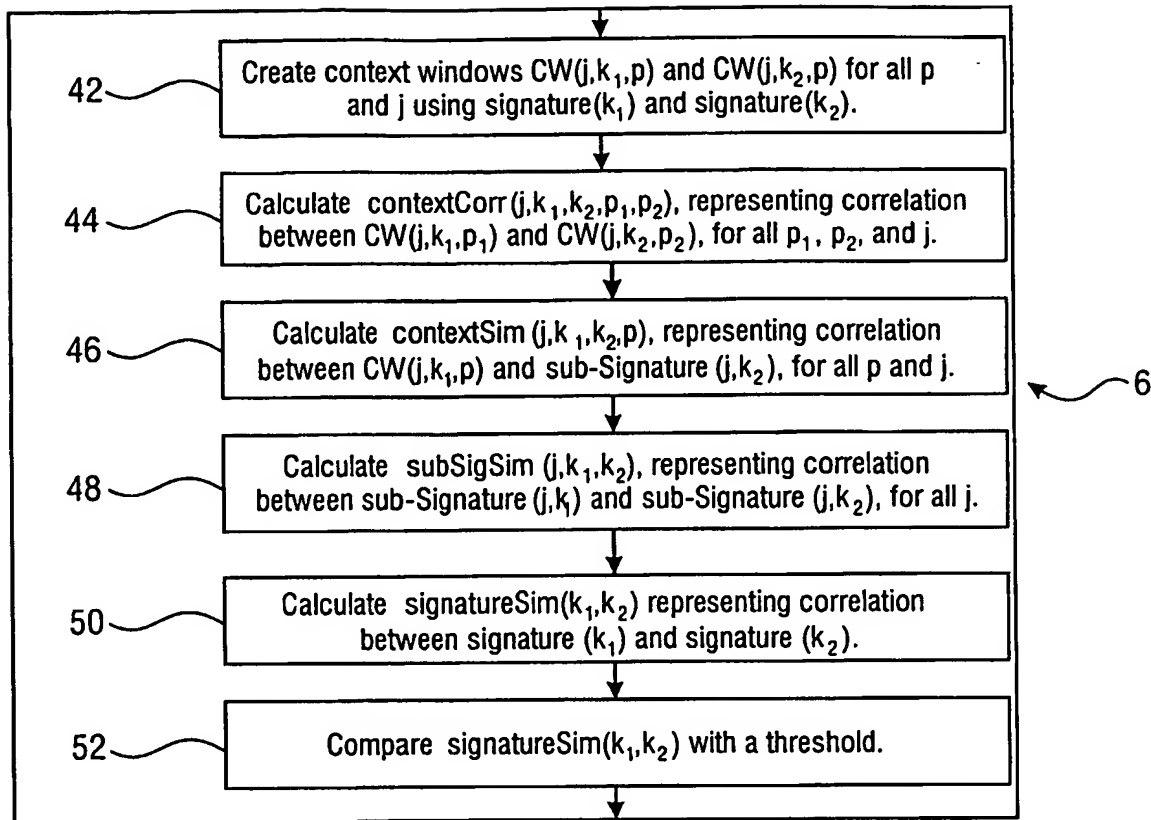 42
Create context windows CW(j,k₁,p) and CW(j,k₂,p) for all p
and j using signature(k₁) and signature(k₂).
44
Calculate contextCorr(j,k₁,k₂,p₁,p₂), representing correlation
between CW(j,k₁,p₁) and CW(j,k₂,p₂), for all p₁, p₂, and j.
46
Calculate contextSim (j,k₁,k₂,p), representing correlation
between CW(j,k₁,p) and sub-Signature (j,k₂), for all p and j.
6
48
Calculate subSigSim (j,k₁,k₂), representing correlation
between sub-Signature (j,k₁) and sub-Signature (j,k₂), for all j.
50
Calculate signatureSim(k₁,k₂) representing correlation
between signature (k₁) and signature (k₂).
52
Compare signatureSim(k₁,k₂) with a threshold.